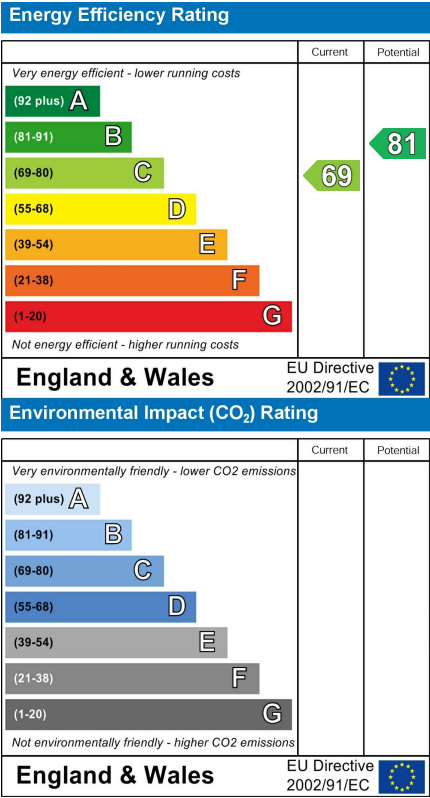 Energy Efficiency Rating
Current Potential
Very energy efficient - lower running costs
(92 plus) A
(81-91) B
81
(69-80) C
69
(55-68) D
(39-54) E
(21-38) F
(1-20) G
Not energy efficient - higher running costs
England & Wales
EU Directive
2002/91/EC
Environmental Impact (CO₂) Rating
Current Potential
Very environmentally friendly - lower CO2 emissions
(92 plus) A
(81-91) B
(69-80) C
(55-68) D
(39-54) E
(21-38) F
(1-20) G
Not environmentally friendly - higher CO2 emissions
England & Wales
EU Directive
2002/91/EC